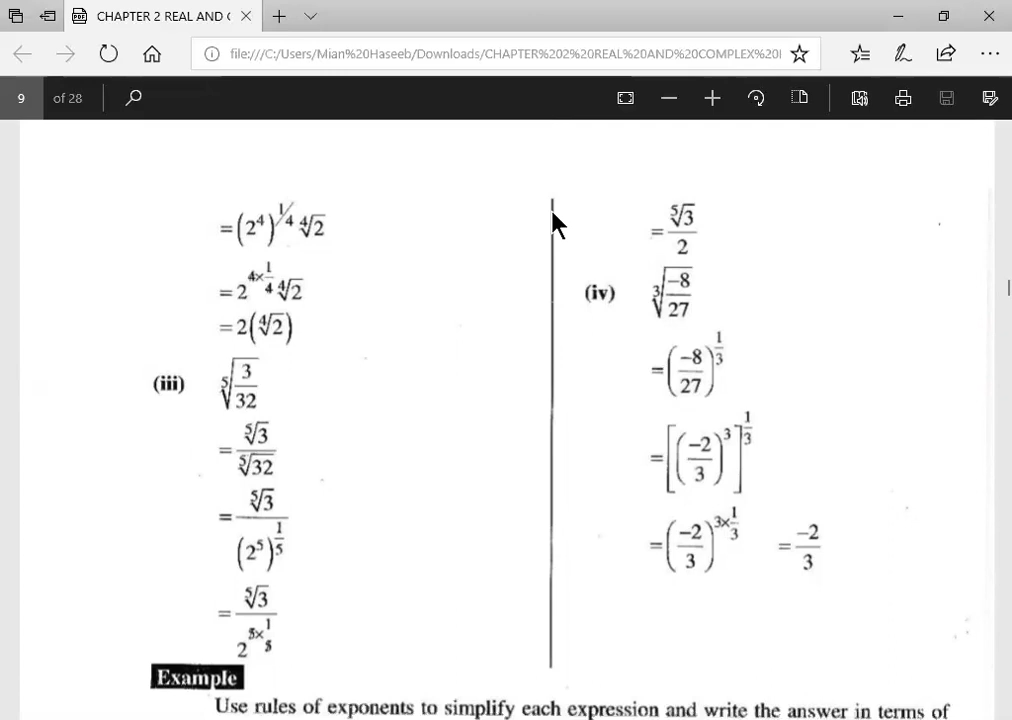 CHAPTER 2 REAL AND C
file:///C:/Users/Mian%20Haseeb/Downloads/CHAPTER%202%20REAL%20AND%20COMPLEX%20
9 of 28
= (2⁴)^(1/4) ⁴√2
= 2^(4×1/4) ⁴√2
= 2(⁴√2)
(iii) ⁵√(3/32)
= ⁵√3/⁵√32
= ⁵√3/(2⁵)^(1/5)
= ⁵√3/2^(5×1/5)
= ⁵√3/2
(iv) ³√(-8/27)
= (-8/27)^(1/3)
= [(-2/3)³]^(1/3)
= (-2/3)^(3×1/3) = -2/3
Example
Use rules of exponents to simplify each expression and write the answer in terms of